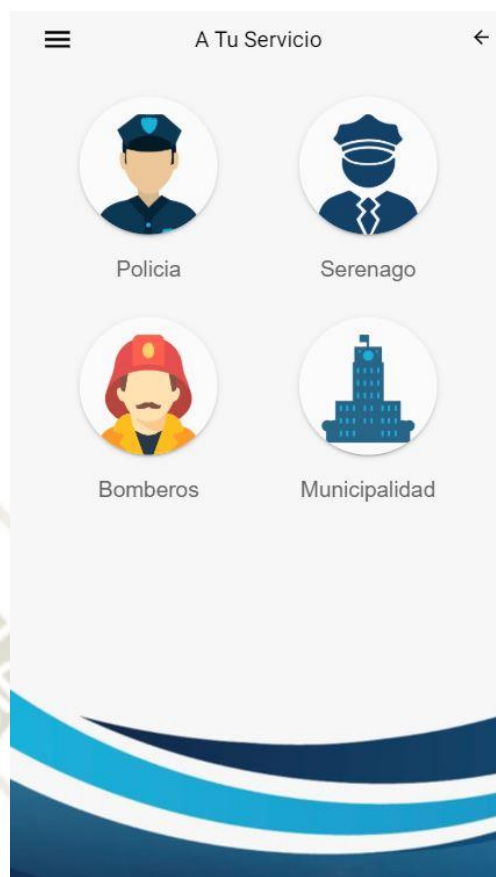 A Tu Servicio
Policia
Serenago
Bomberos
Municipalidad